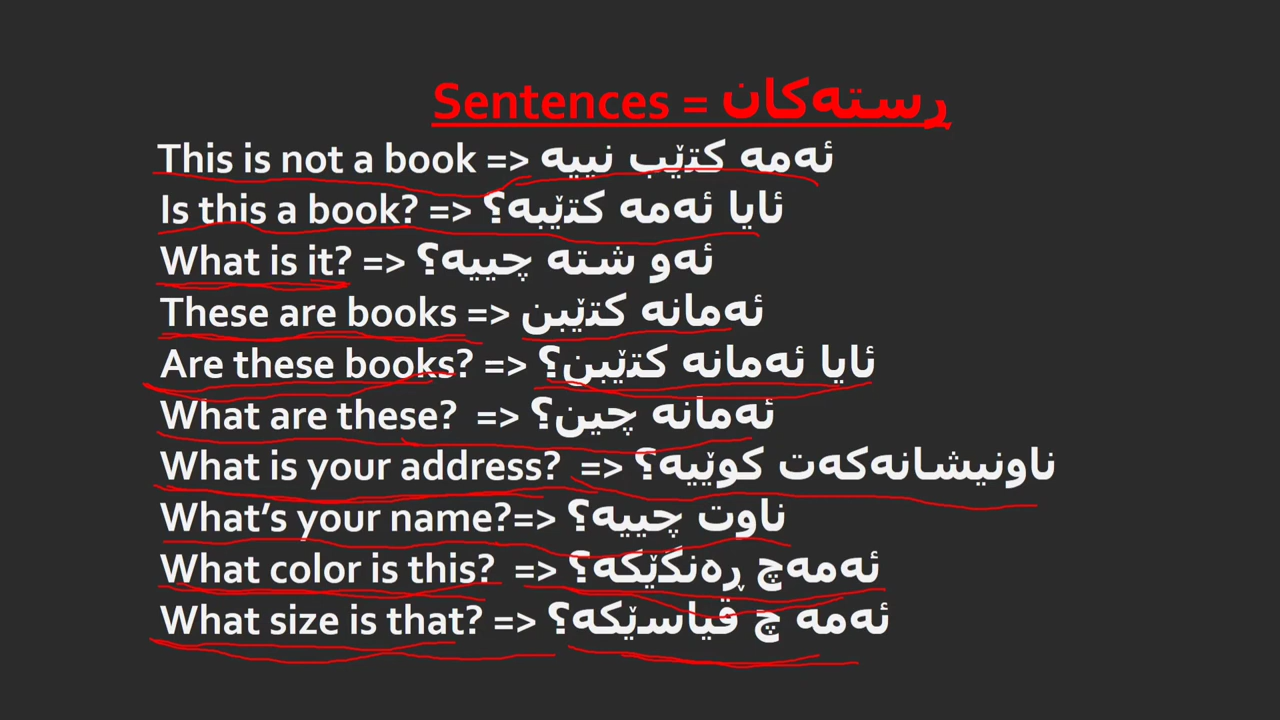 Sentences = ڕستەکان
This is not a book => ئەمە کتێب نییە
Is this a book? => ئایا ئەمە کتێبە؟
What is it? => ئەو شتە چییە؟
These are books => ئەمانە کتێبن
Are these books? => ئایا ئەمانە کتێبن؟
What are these? => ئەمانە چین؟
What is your address? => ناونیشانەکەت کوێیە؟
What’s your name?=> ناوت چییە؟
What color is this? => ئەمەچ ڕەنگێکە؟
What size is that? => ئەمە چ قیاسێکە؟